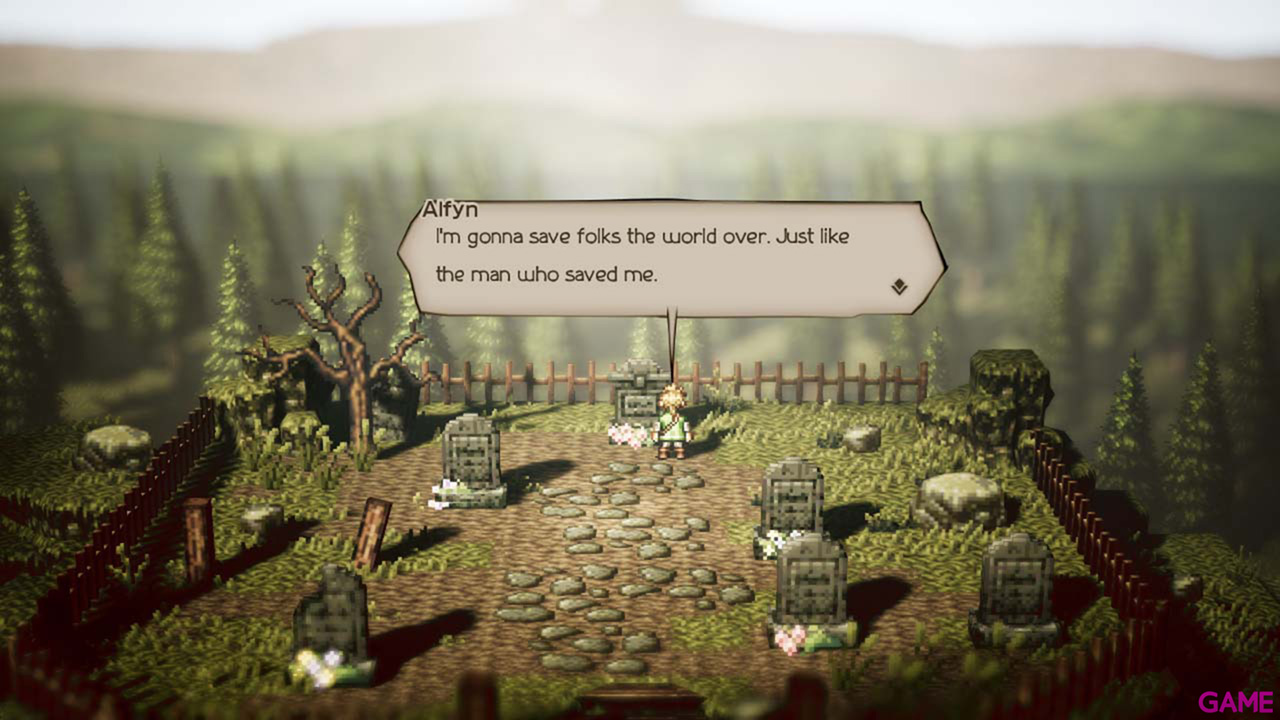 Alfyn
I'm gonna save folks the world over. Just like
the man who saved me.
GAME